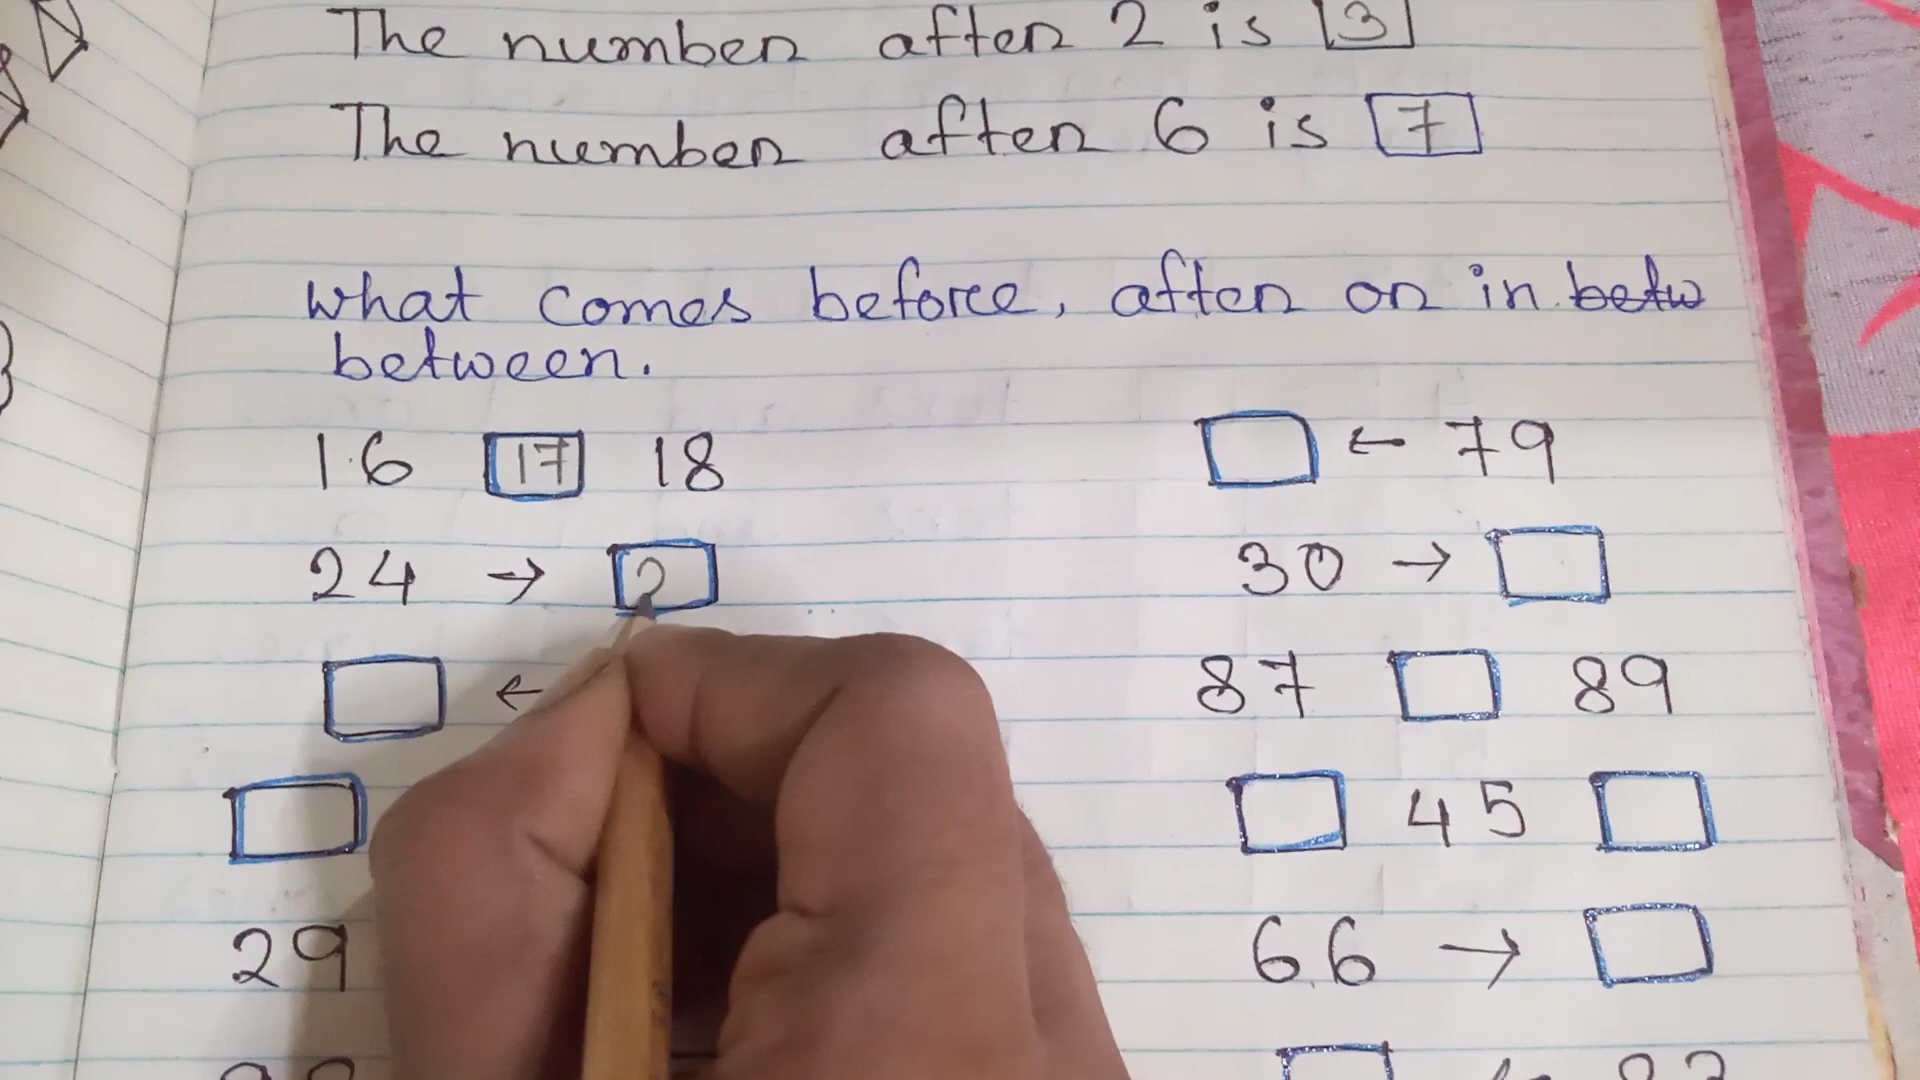 The number after 2 is 3
The number after 6 is 7
What comes before, after or in betw
between.
16 17 18
24 → 2
←
29
← 79
30 → 
87 89
45
66 →